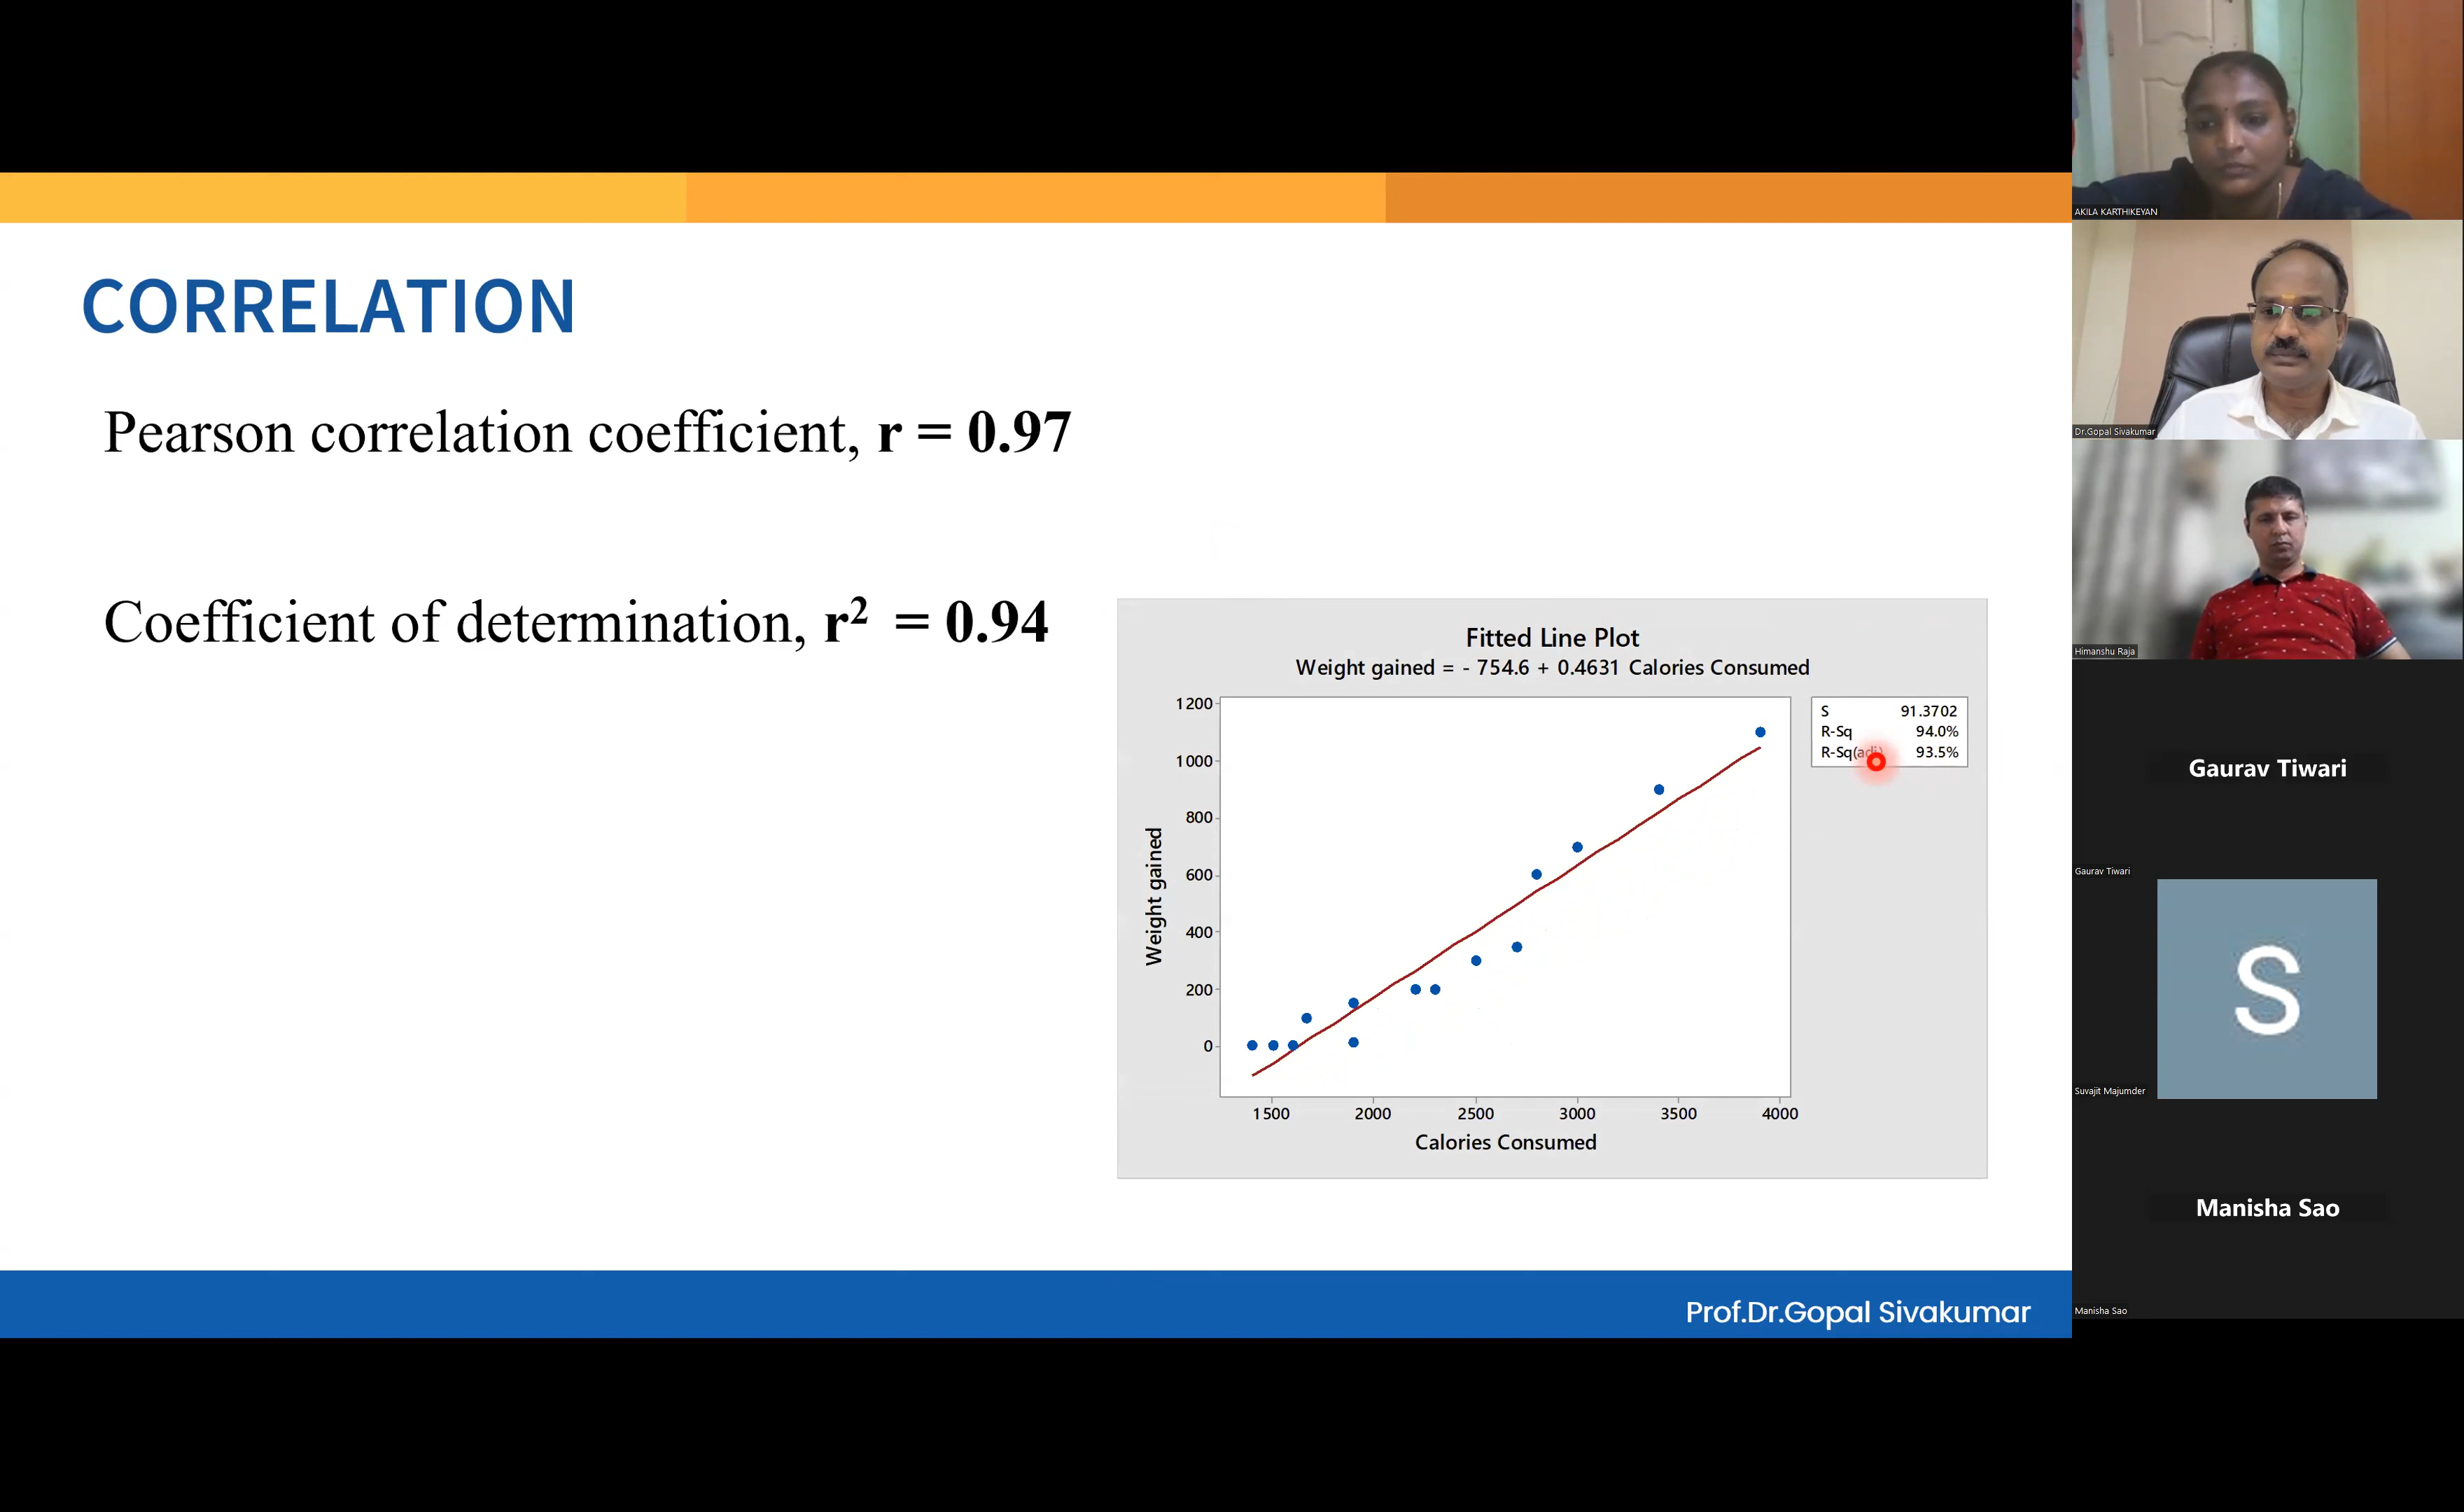 CORRELATION
Pearson correlation coefficient, r = 0.97
Coefficient of determination, r² = 0.94
Fitted Line Plot
Weight gained = - 754.6 + 0.4631 Calories Consumed
1200
1000
800
600
400
200
0
Weight gained
1500 2000 2500 3000 3500 4000
Calories Consumed
S 91.3702
R-Sq 94.0%
R-Sq(adj) 93.5%
Prof.Dr.Gopal Sivakumar
AKILA KARTHIKEYAN
Dr.Gopal Sivakumar
Himanshu Raja
Gaurav Tiwari
Gaurav Tiwari
S
Suvajit Majumder
Manisha Sao
Manisha Sao